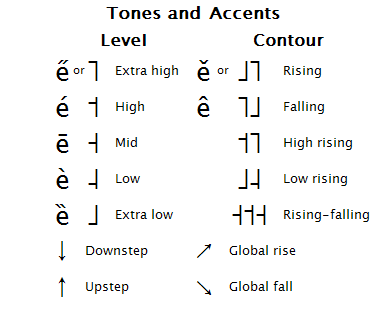 Tones and Accents
Level Contour
e̋ or ˥ Extra high ě or ˩˥ Rising
é ˦ High ê ˥˩ Falling
ē ˧ Mid ˦˥ High rising
è ˨ Low ˩˨ Low rising
ȅ ˩ Extra low ˧˦˧ Rising–falling
↓ Downstep ↗ Global rise
↑ Upstep ↘ Global fall